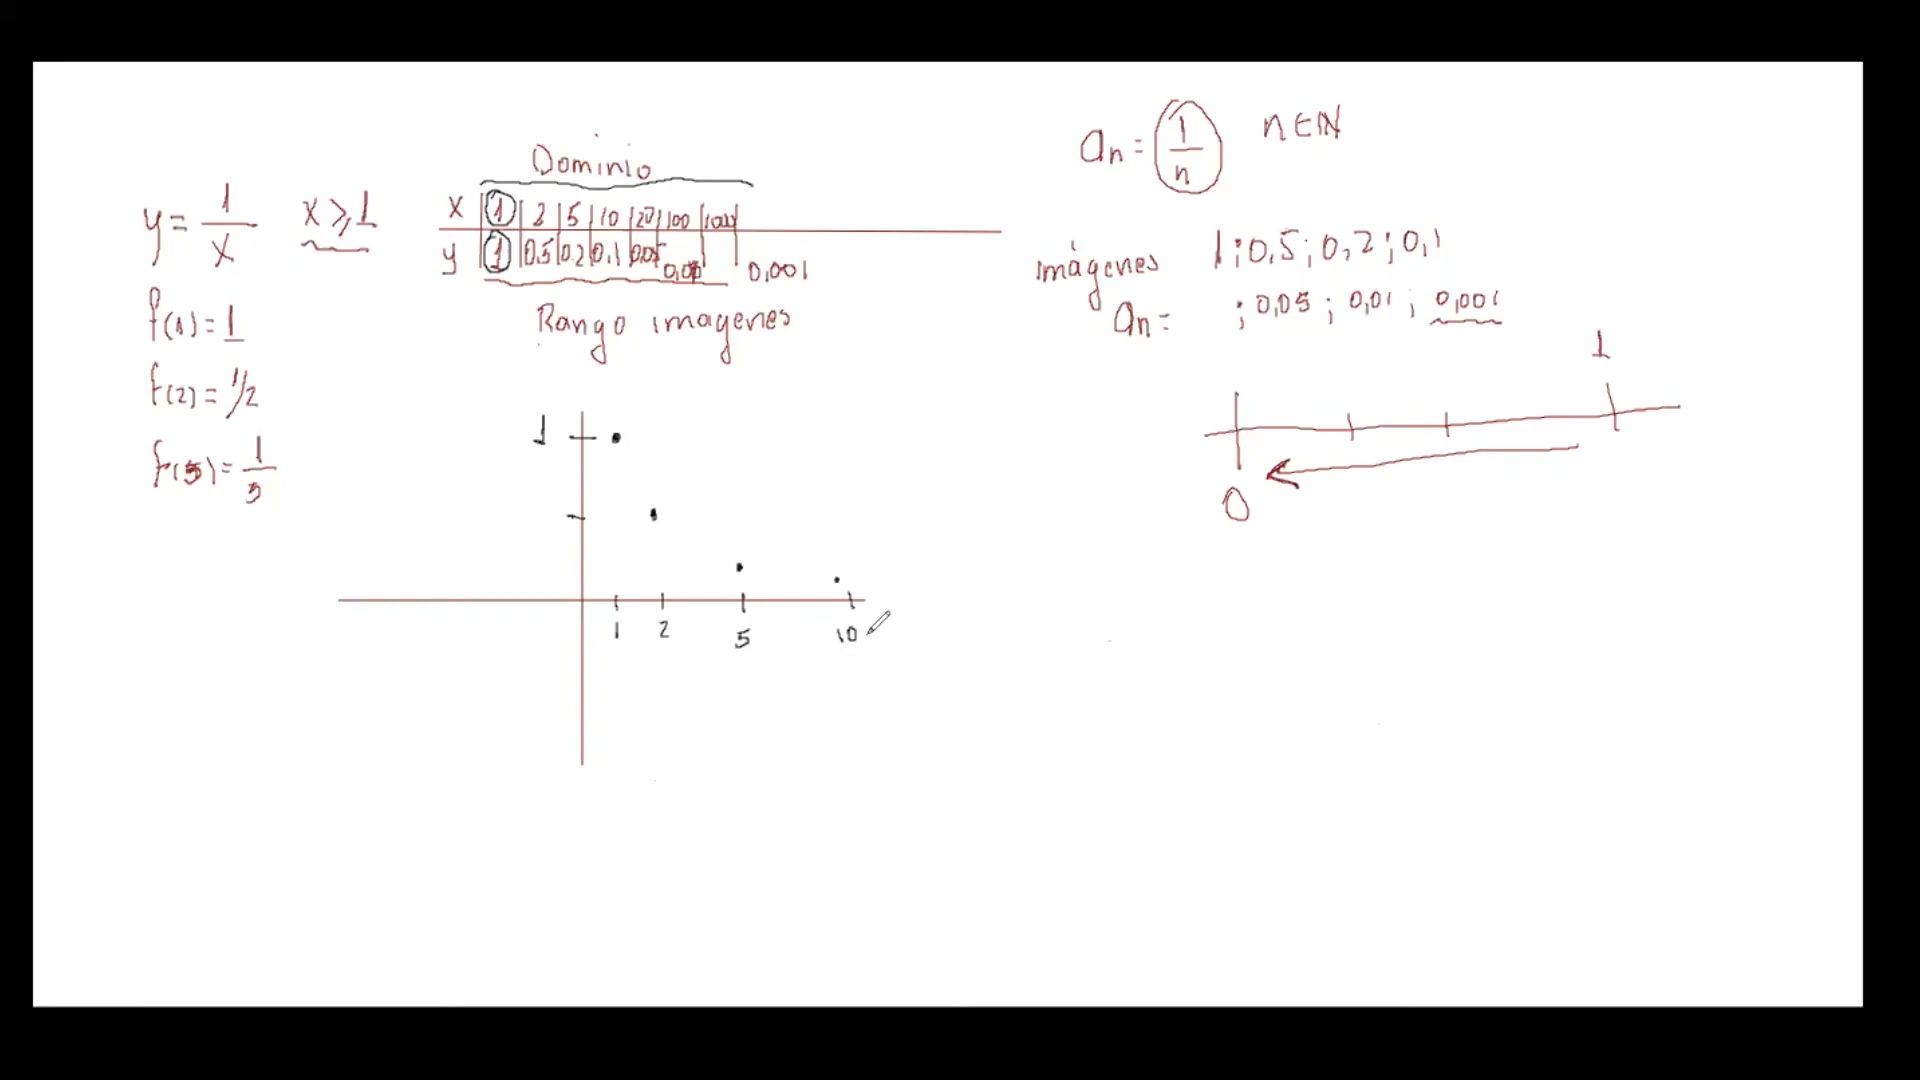 y = 1/x x ≥ 1
f(1) = 1
f(2) = 1/2
f(5) = 1/5
Dominio
x | 1 | 2 | 5 | 10 | 20 | 100 | 1000
y | 1 | 0.5 | 0.2 | 0.1 | 0.05 | 0,01 | 0,001
Rango imagenes
1
1 2 5 10
an = 1/n n ∈ ℕ
imágenes 1 ; 0,5 ; 0,2 ; 0,1
an = ; 0,05 ; 0,01 ; 0,001
1
0